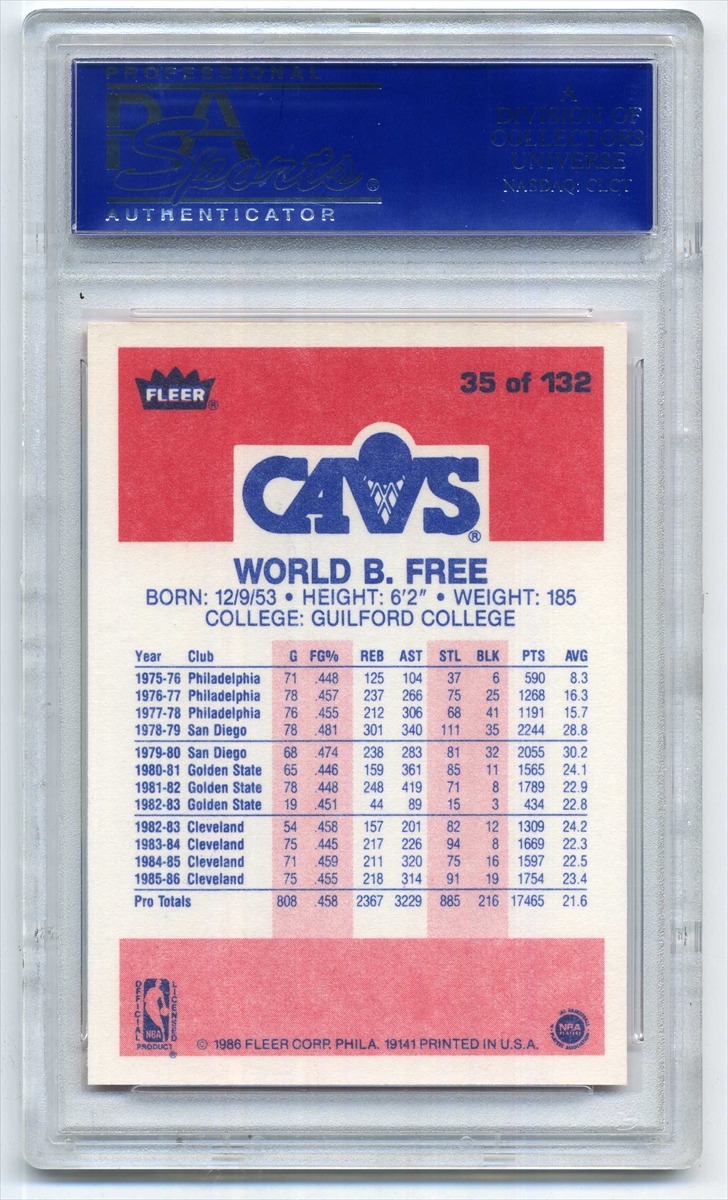 PROFESSIONAL
PSA
Sports ®
AUTHENTICATOR
A
DIVISION OF
COLLECTORS
UNIVERSE
NASDAQ: CLCT
FLEER ®
35 of 132
CAVS ®
WORLD B. FREE
BORN: 12/9/53 • HEIGHT: 6'2" • WEIGHT: 185
COLLEGE: GUILFORD COLLEGE
Year Club G FG% REB AST STL BLK PTS AVG
1975-76 Philadelphia 71 .448 125 104 37 6 590 8.3
1976-77 Philadelphia 78 .457 237 266 75 25 1268 16.3
1977-78 Philadelphia 76 .455 212 306 68 41 1191 15.7
1978-79 San Diego 78 .481 301 340 111 35 2244 28.8
1979-80 San Diego 68 .474 238 283 81 32 2055 30.2
1980-81 Golden State 65 .446 159 361 85 11 1565 24.1
1981-82 Golden State 78 .448 248 419 71 8 1789 22.9
1982-83 Golden State 19 .451 44 89 15 3 434 22.8
1982-83 Cleveland 54 .458 157 201 82 12 1309 24.2
1983-84 Cleveland 75 .445 217 226 94 8 1669 22.3
1984-85 Cleveland 71 .459 211 320 75 16 1597 22.5
1985-86 Cleveland 75 .455 218 314 91 19 1754 23.4
Pro Totals 808 .458 2367 3229 885 216 17465 21.6
OFFICIAL LICENSED
NBA
PRODUCT ®
© 1986 FLEER CORP. PHILA. 19141 PRINTED IN U.S.A.